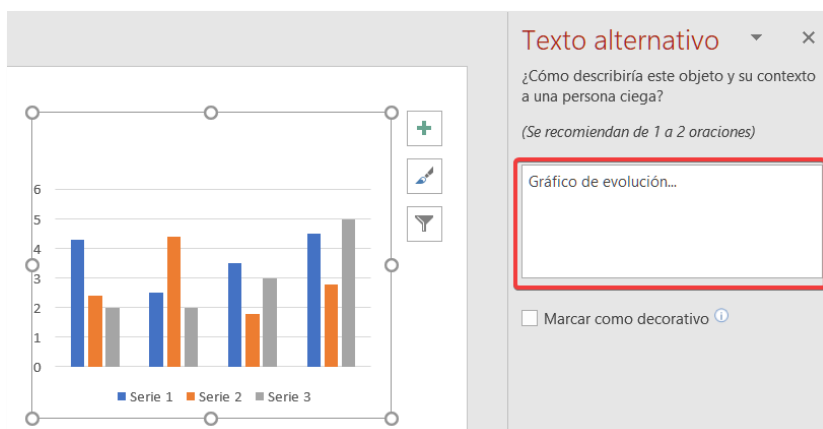 Texto alternativo
¿Cómo describiría este objeto y su contexto
a una persona ciega?
(Se recomiendan de 1 a 2 oraciones)
Gráfico de evolución...
Marcar como decorativo
6
5
4
3
2
1
0
Serie 1 Serie 2 Serie 3